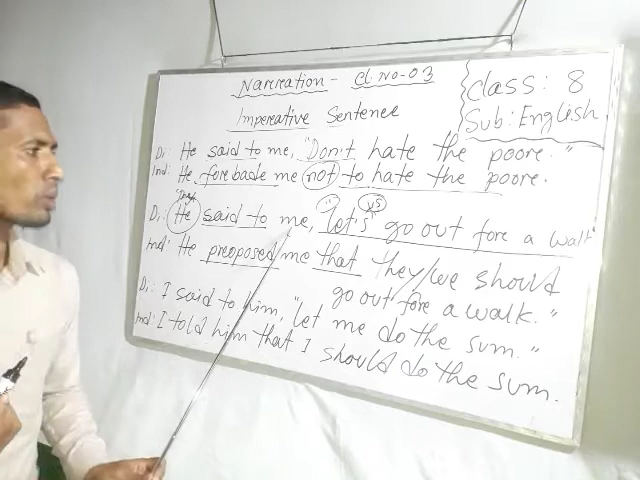 Narration - Cl. No-03
Class: 8
Imperative Sentence
Sub: English
Di: He said to me, "Don't hate the poore."
Ind: He forebade me not to hate the poore.
us
Di: He said to me, "let's" go out fore a walk
Ind: He proposed me that they/we should
go out fore a walk."
Di: I said to him, "let me do the sum."
Ind: I told him that I should do the sum.